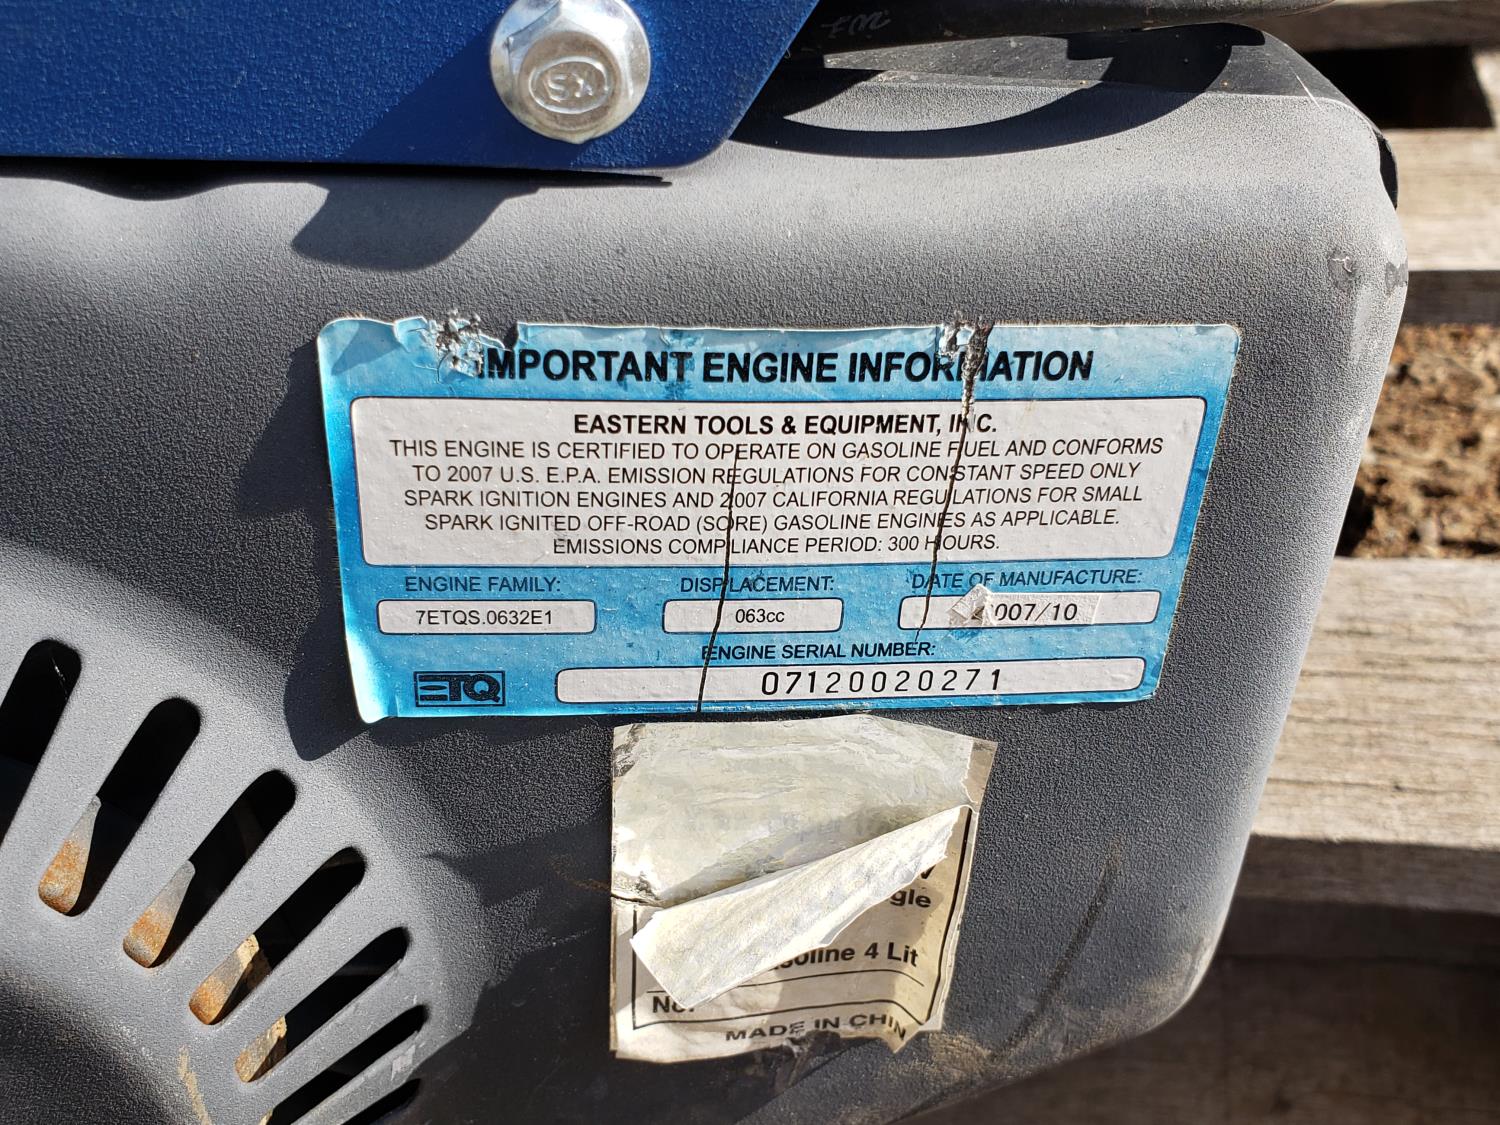 IMPORTANT ENGINE INFORMATION
EASTERN TOOLS & EQUIPMENT, INC.
THIS ENGINE IS CERTIFIED TO OPERATE ON GASOLINE FUEL AND CONFORMS
TO 2007 U.S. E.P.A. EMISSION REGULATIONS FOR CONSTANT SPEED ONLY
SPARK IGNITION ENGINES AND 2007 CALIFORNIA REGULATIONS FOR SMALL
SPARK IGNITED OFF-ROAD (SORE) GASOLINE ENGINES AS APPLICABLE.
EMISSIONS COMPLIANCE PERIOD: 300 HOURS.
ENGINE FAMILY: DISPLACEMENT: DATE OF MANUFACTURE:
7ETQS.0632E1 063cc 2007/10
ENGINE SERIAL NUMBER:
ETQ 07120020271
gle
soline 4 Lit
No.
MADE IN CHIN